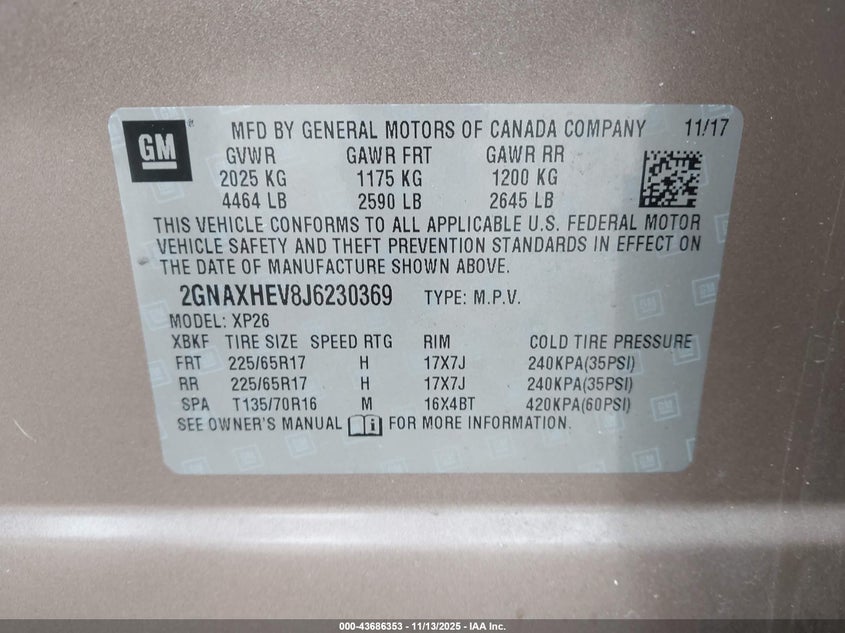 GM MFD BY GENERAL MOTORS OF CANADA COMPANY 11/17
GVWR GAWR FRT GAWR RR
2025 KG 1175 KG 1200 KG
4464 LB 2590 LB 2645 LB
THIS VEHICLE CONFORMS TO ALL APPLICABLE U.S. FEDERAL MOTOR
VEHICLE SAFETY AND THEFT PREVENTION STANDARDS IN EFFECT ON
THE DATE OF MANUFACTURE SHOWN ABOVE.
2GNAXHEV8J6230369 TYPE: M.P.V.
MODEL: XP26
XBKF TIRE SIZE SPEED RTG RIM COLD TIRE PRESSURE
FRT 225/65R17 H 17X7J 240KPA(35PSI)
RR 225/65R17 H 17X7J 240KPA(35PSI)
SPA T135/70R16 M 16X4BT 420KPA(60PSI)
SEE OWNER'S MANUAL i FOR MORE INFORMATION.
000-43686353 - 11/13/2025 - IAA Inc.